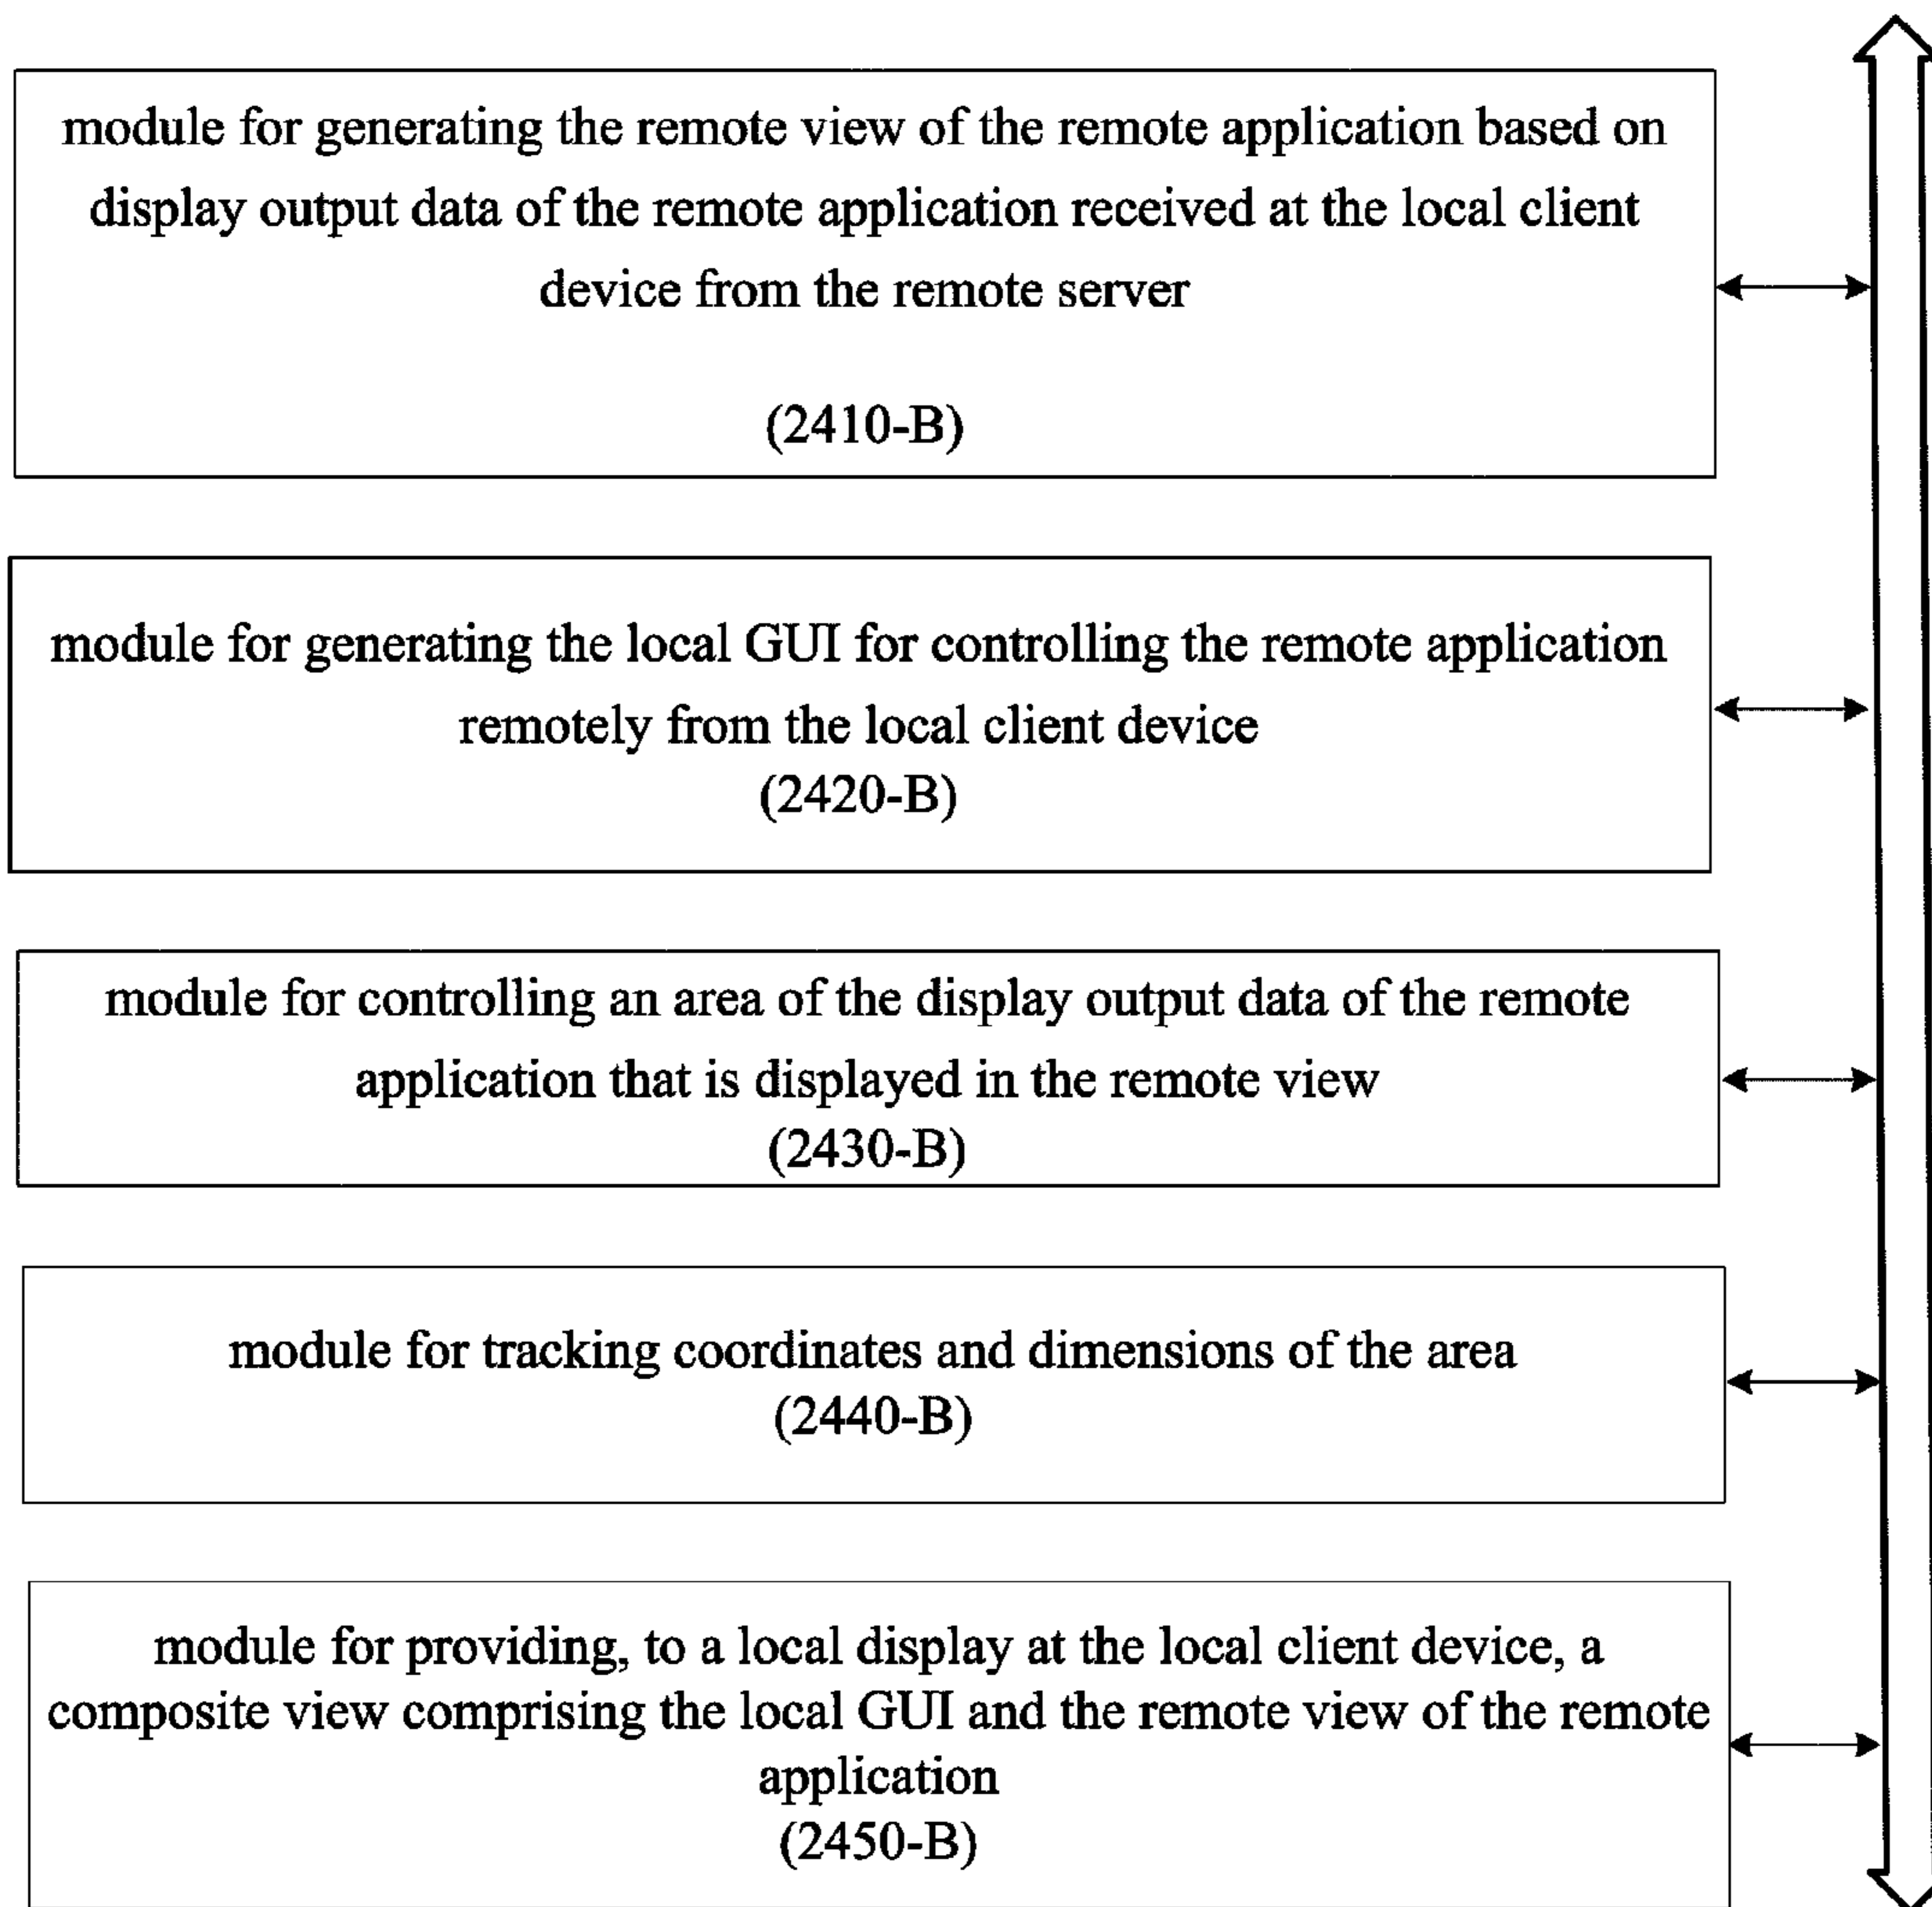 module for generating the remote view of the remote application based on
display output data of the remote application received at the local client
device from the remote server
(2410-B)
module for generating the local GUI for controlling the remote application
remotely from the local client device
(2420-B)
module for controlling an area of the display output data of the remote
application that is displayed in the remote view
(2430-B)
module for tracking coordinates and dimensions of the area
(2440-B)
module for providing, to a local display at the local client device, a
composite view comprising the local GUI and the remote view of the remote
application
(2450-B)